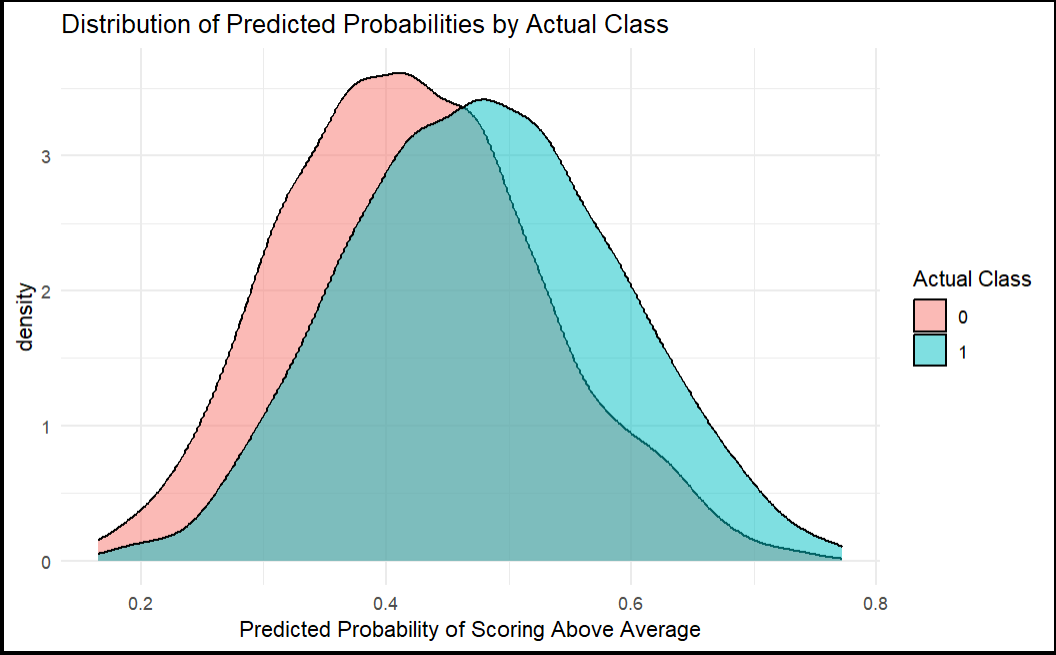 Distribution of Predicted Probabilities by Actual Class
density
3
2
1
0
0.2
0.4
0.6
0.8
Predicted Probability of Scoring Above Average
Actual Class
0
1